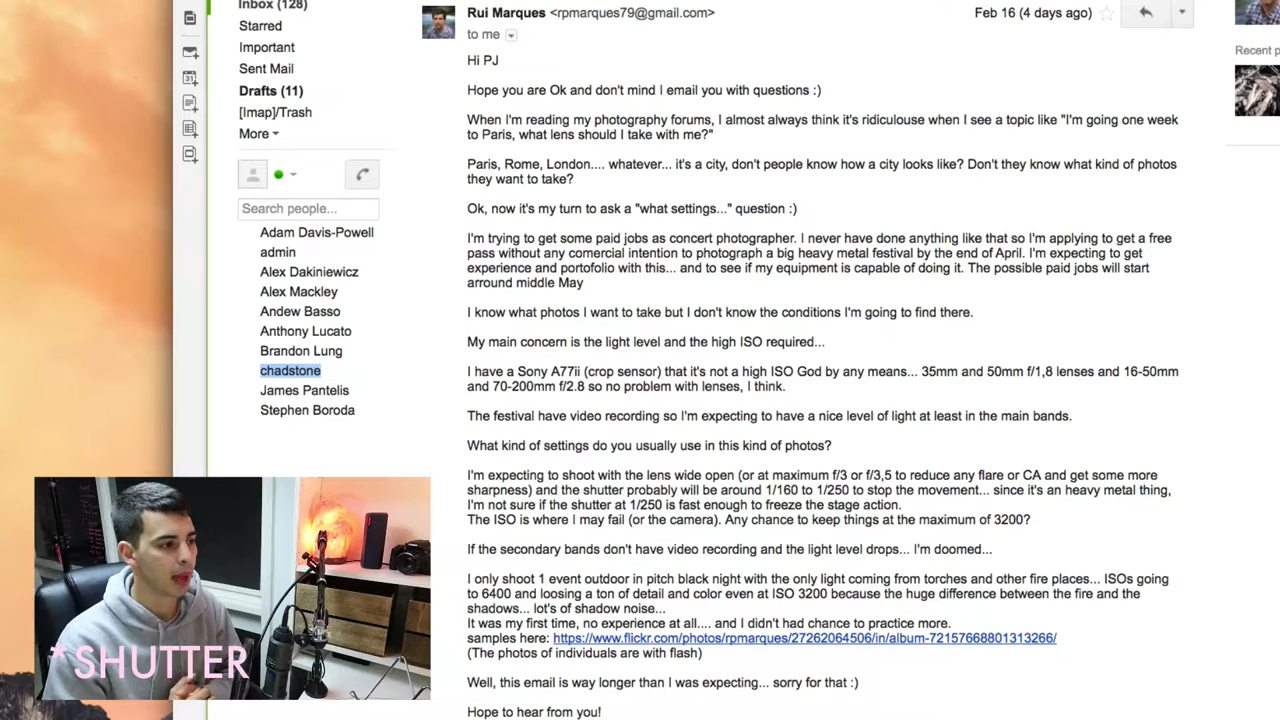 Inbox (128)
Starred
Important
Sent Mail
Drafts (11)
[Imap]/Trash
More
Search people...
Adam Davis-Powell
admin
Alex Dakiniewicz
Alex Mackley
Andew Basso
Anthony Lucato
Brandon Lung
chadstone
James Pantelis
Stephen Boroda
Rui Marques <rpmarques79@gmail.com>
Feb 16 (4 days ago)
to me
Hi PJ
Hope you are Ok and don't mind I email you with questions :)
When I'm reading my photography forums, I almost always think it's ridiculouse when I see a topic like "I'm going one week
to Paris, what lens should I take with me?"
Paris, Rome, London.... whatever... it's a city, don't people know how a city looks like? Don't they know what kind of photos
they want to take?
Ok, now it's my turn to ask a "what settings..." question :)
I'm trying to get some paid jobs as concert photographer. I never have done anything like that so I'm applying to get a free
pass without any comercial intention to photograph a big heavy metal festival by the end of April. I'm expecting to get
experience and portofolio with this... and to see if my equipment is capable of doing it. The possible paid jobs will start
arround middle May
I know what photos I want to take but I don't know the conditions I'm going to find there.
My main concern is the light level and the high ISO required...
I have a Sony A77ii (crop sensor) that it's not a high ISO God by any means... 35mm and 50mm f/1,8 lenses and 16-50mm
and 70-200mm f/2.8 so no problem with lenses, I think.
The festival have video recording so I'm expecting to have a nice level of light at least in the main bands.
What kind of settings do you usually use in this kind of photos?
I'm expecting to shoot with the lens wide open (or at maximum f/3 or f/3,5 to reduce any flare or CA and get some more
sharpness) and the shutter probably will be around 1/160 to 1/250 to stop the movement... since it's an heavy metal thing,
I'm not sure if the shutter at 1/250 is fast enough to freeze the stage action.
The ISO is where I may fail (or the camera). Any chance to keep things at the maximum of 3200?
If the secondary bands don't have video recording and the light level drops... I'm doomed...
I only shoot 1 event outdoor in pitch black night with the only light coming from torches and other fire places... ISOs going
to 6400 and loosing a ton of detail and color even at ISO 3200 because the huge difference between the fire and the
shadows... lot's of shadow noise...
It was my first time, no experience at all.... and I didn't had chance to practice more.
samples here: https://www.flickr.com/photos/rpmarques/27262064506/in/album-72157668801313266/
(The photos of individuals are with flash)
Well, this email is way longer than I was expecting... sorry for that :)
Hope to hear from you!
Recent p
*SHUTTER